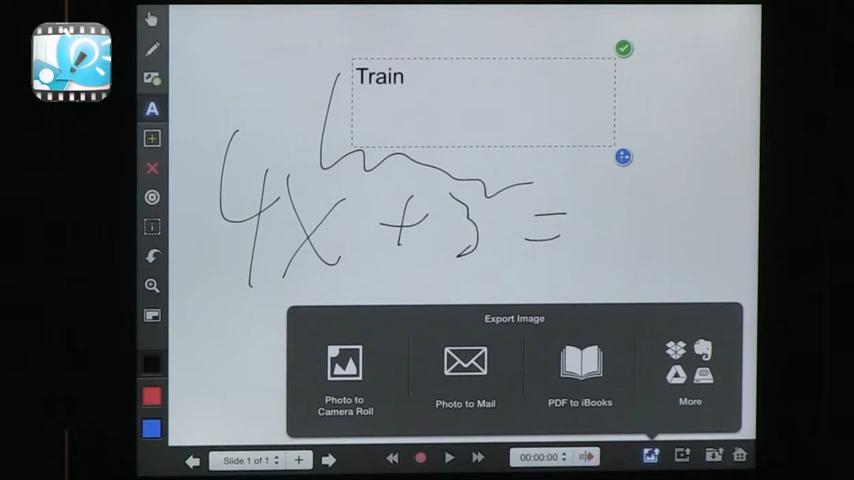 Train
4x + 3 =
Export Image
Photo to
Camera Roll
Photo to Mail
PDF to iBooks
More
A
Slide 1 of 1
+
00:00:00